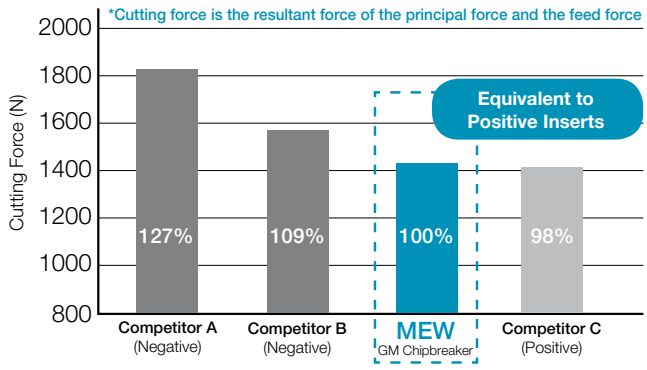 *Cutting force is the resultant force of the principal force and the feed force
2000
1800
1600
1400
1200
1000
800
Cutting Force (N)
Equivalent to
Positive Inserts
127%
109%
100%
98%
Competitor A
(Negative)
Competitor B
(Negative)
MEW
GM Chipbreaker
Competitor C
(Positive)